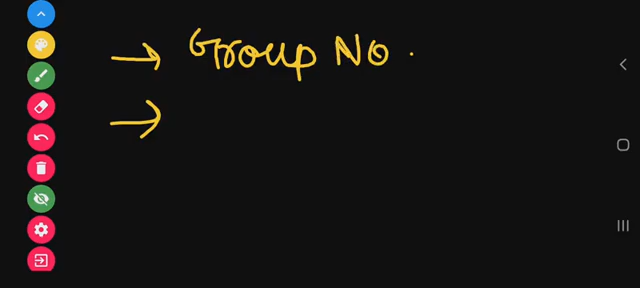 → Group No.
→